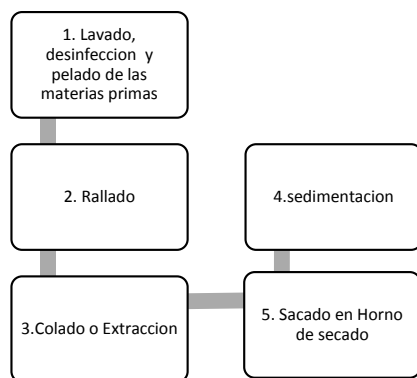 1. Lavado,
desinfeccion y
pelado de las
materias primas
2. Rallado
3.Colado o Extraccion
4.sedimentacion
5. Sacado en Horno
de secado